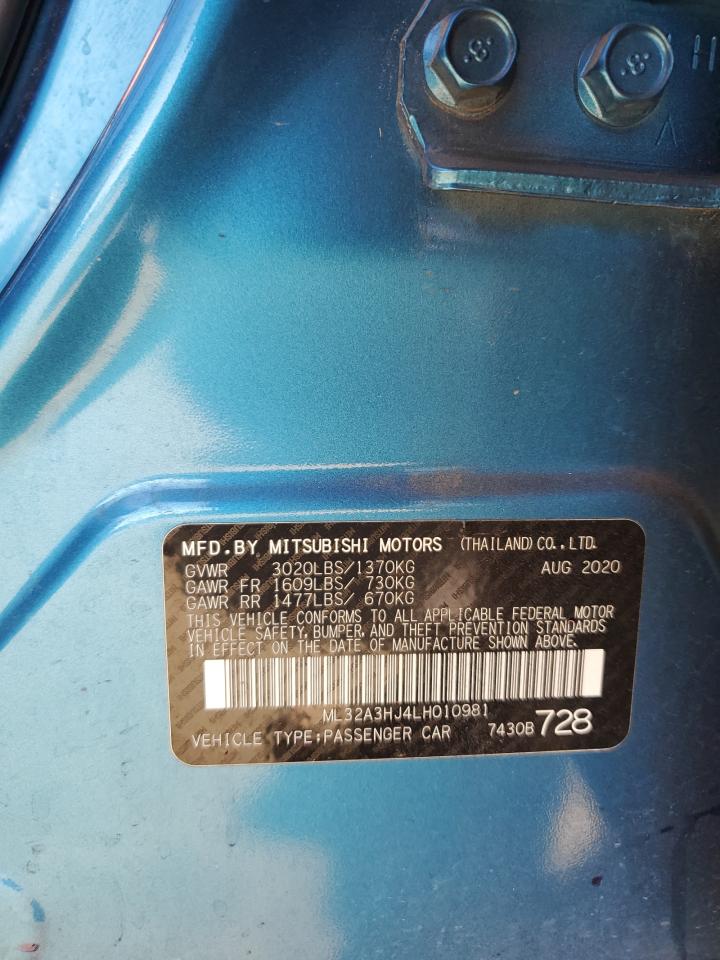 8 8 H
V
MFD.BY MITSUBISHI MOTORS (THAILAND) CO., LTD.
GVWR 3020LBS/1370KG AUG 2020
GAWR FR 1609LBS/ 730KG
GAWR RR 1477LBS/ 670KG
THIS VEHICLE CONFORMS TO ALL APPLICABLE FEDERAL MOTOR
VEHICLE SAFETY, BUMPER, AND THEFT PREVENTION STANDARDS
IN EFFECT ON THE DATE OF MANUFACTURE SHOWN ABOVE.
ML32A3HJ4LH010981
VEHICLE TYPE:PASSENGER CAR 7430B 728